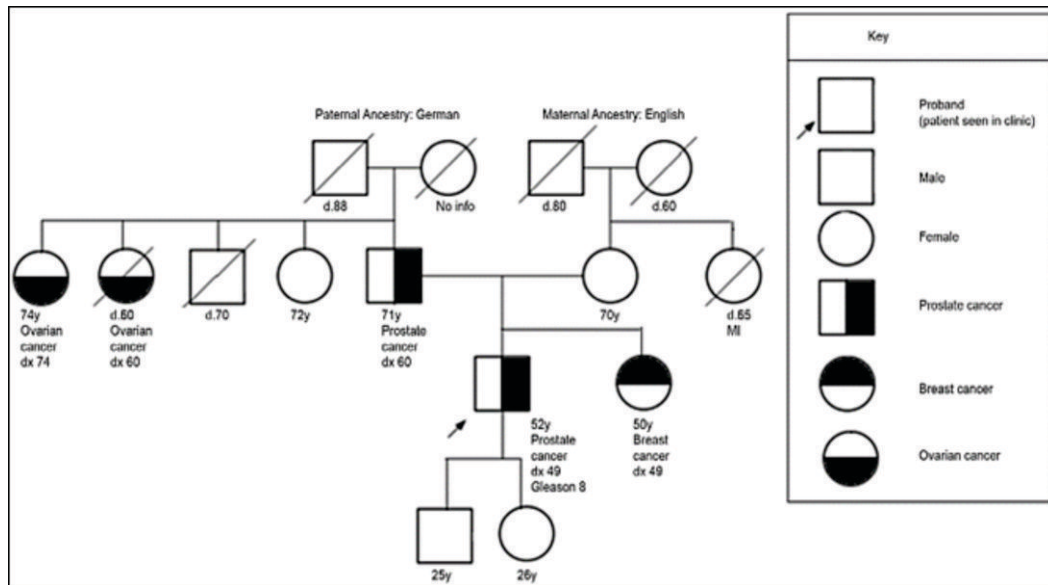 Key
Paternal Ancestry: German
Maternal Ancestry: English
Proband
(patient seen in clinic)
Male
d.88
No info
d.80
d.60
Female
74y
Ovarian
cancer
dx 74
d.60
Ovarian
cancer
dx 60
d.70
72y
71y
Prostate
cancer
dx 60
70y
d.65
MI
Prostate cancer
52y
Prostate
cancer
dx 49
Gleason 8
50y
Breast
cancer
dx 49
Breast cancer
Ovarian cancer
25y
26y